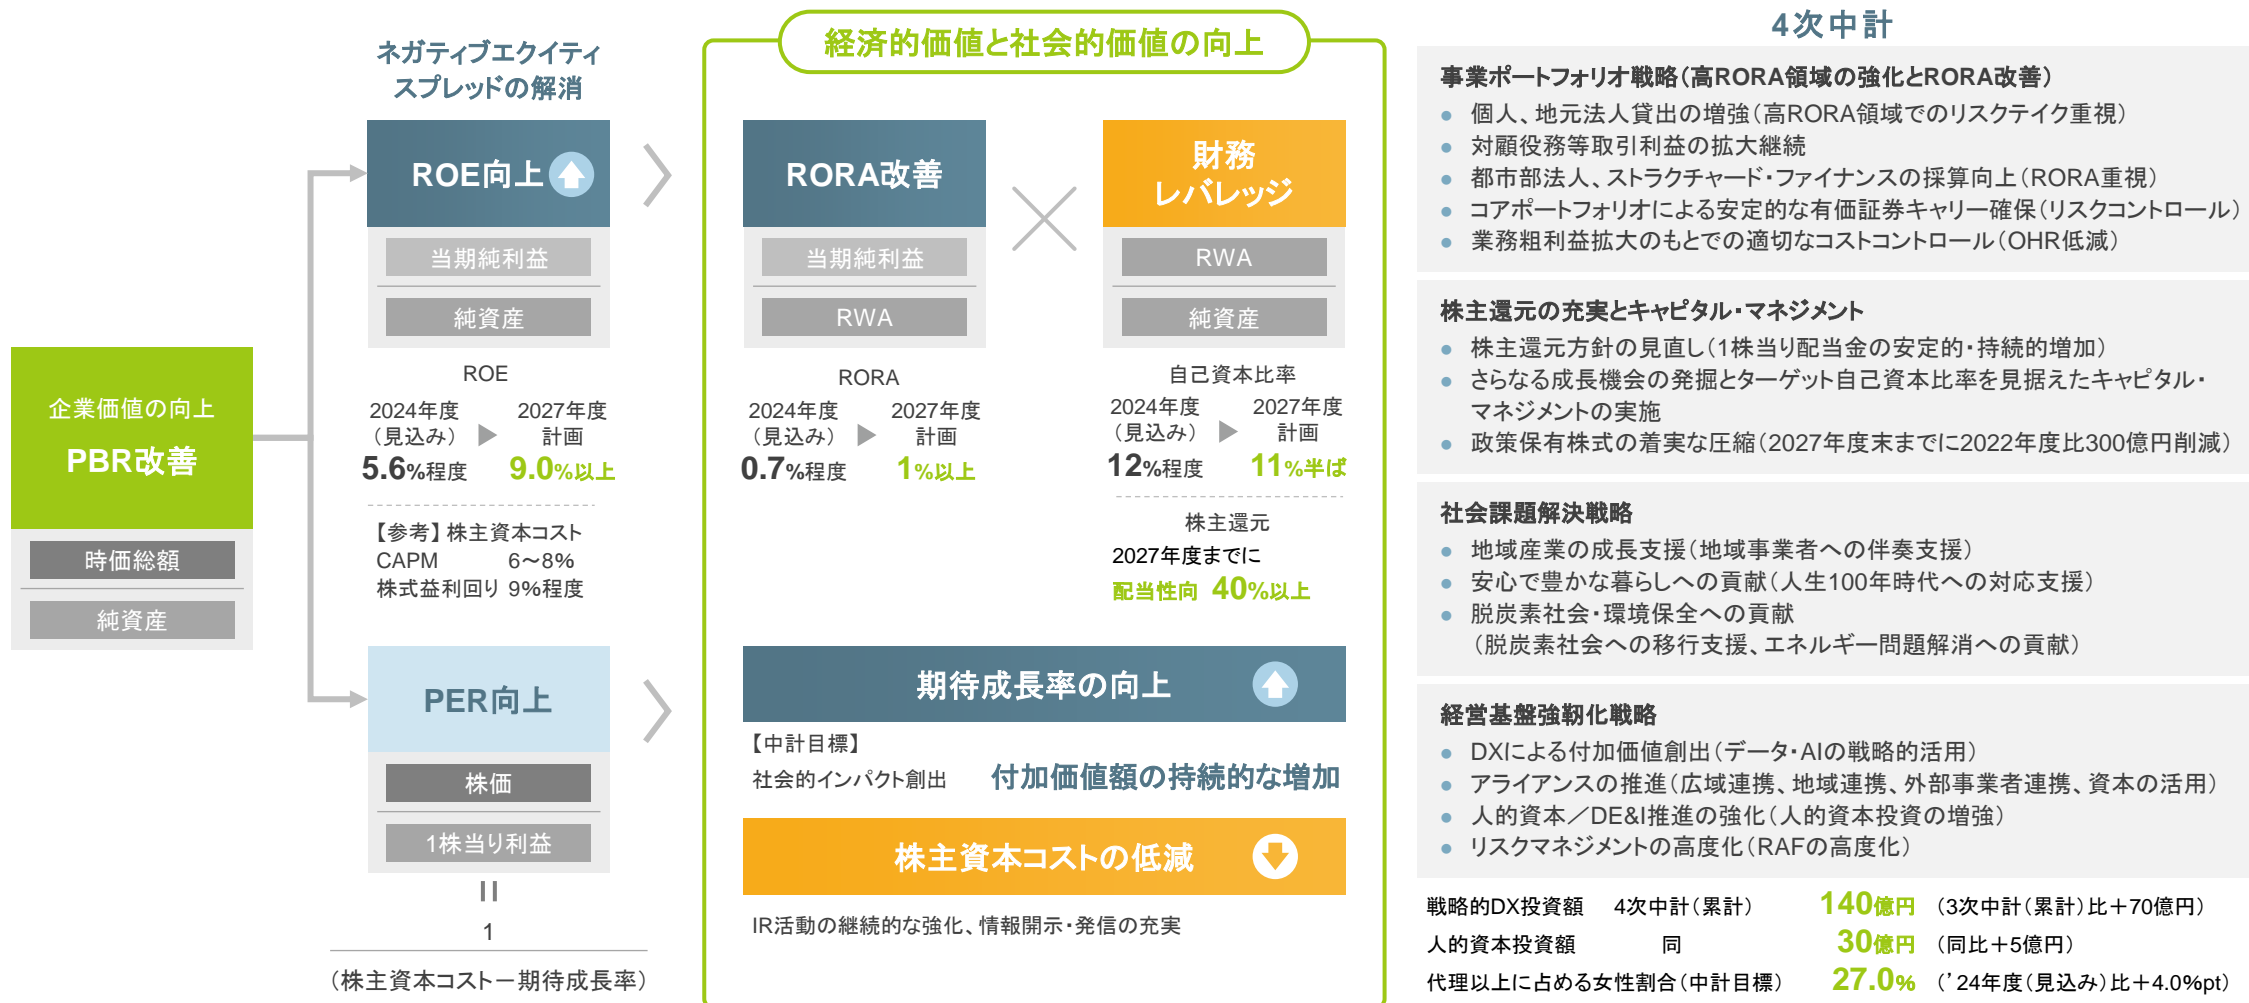 企業価値の向上
PBR改善
時価総額
純資産
ネガティブエクイティ
スプレッドの解消
ROE向上
当期純利益
純資産
ROE
2024年度
（見込み）
5.6%程度
2027年度
計画
9.0%以上
【参考】株主資本コスト
CAPM 6～8%
株式益利回り 9%程度
PER向上
株価
1株当り利益
=
1
（株主資本コスト－期待成長率）
経済的価値と社会的価値の向上
RORA改善
当期純利益
RWA
RORA
2024年度
（見込み）
0.7%程度
2027年度
計画
1%以上
×
財務
レバレッジ
RWA
純資産
自己資本比率
2024年度
（見込み）
12%程度
2027年度
計画
11%半ば
株主還元
2027年度までに
配当性向 40%以上
期待成長率の向上
【中計目標】
社会的インパクト創出 付加価値額の持続的な増加
株主資本コストの低減
IR活動の継続的な強化、情報開示・発信の充実
4次中計
事業ポートフォリオ戦略（高RORA領域の強化とRORA改善）
● 個人、地元法人貸出の増強（高RORA領域でのリスクテイク重視）
● 対顧役務等取引利益の拡大継続
● 都市部法人、ストラクチャード・ファイナンスの採算向上（RORA重視）
● コアポートフォリオによる安定的な有価証券キャリー確保（リスクコントロール）
● 業務粗利益拡大のもとでの適切なコストコントロール（OHR低減）
株主還元の充実とキャピタル・マネジメント
● 株主還元方針の見直し（1株当り配当金の安定的・持続的増加）
● さらなる成長機会の発掘とターゲット自己資本比率を見据えたキャピタル・
マネジメントの実施
● 政策保有株式の着実な圧縮（2027年度末までに2022年度比300億円削減）
社会課題解決戦略
● 地域産業の成長支援（地域事業者への伴奏支援）
● 安心で豊かな暮らしへの貢献（人生100年時代への対応支援）
● 脱炭素社会・環境保全への貢献
（脱炭素社会への移行支援、エネルギー問題解消への貢献）
経営基盤強靭化戦略
● DXによる付加価値創出（データ・AIの戦略的活用）
● アライアンスの推進（広域連携、地域連携、外部事業者連携、資本の活用）
● 人的資本／DE&I推進の強化（人的資本投資の増強）
● リスクマネジメントの高度化（RAFの高度化）
戦略的DX投資額 4次中計（累計） 140億円 （3次中計（累計）比＋70億円）
人的資本投資額 同 30億円 （同比＋5億円）
代理以上に占める女性割合（中計目標） 27.0% （’24年度（見込み）比＋4.0%pt）